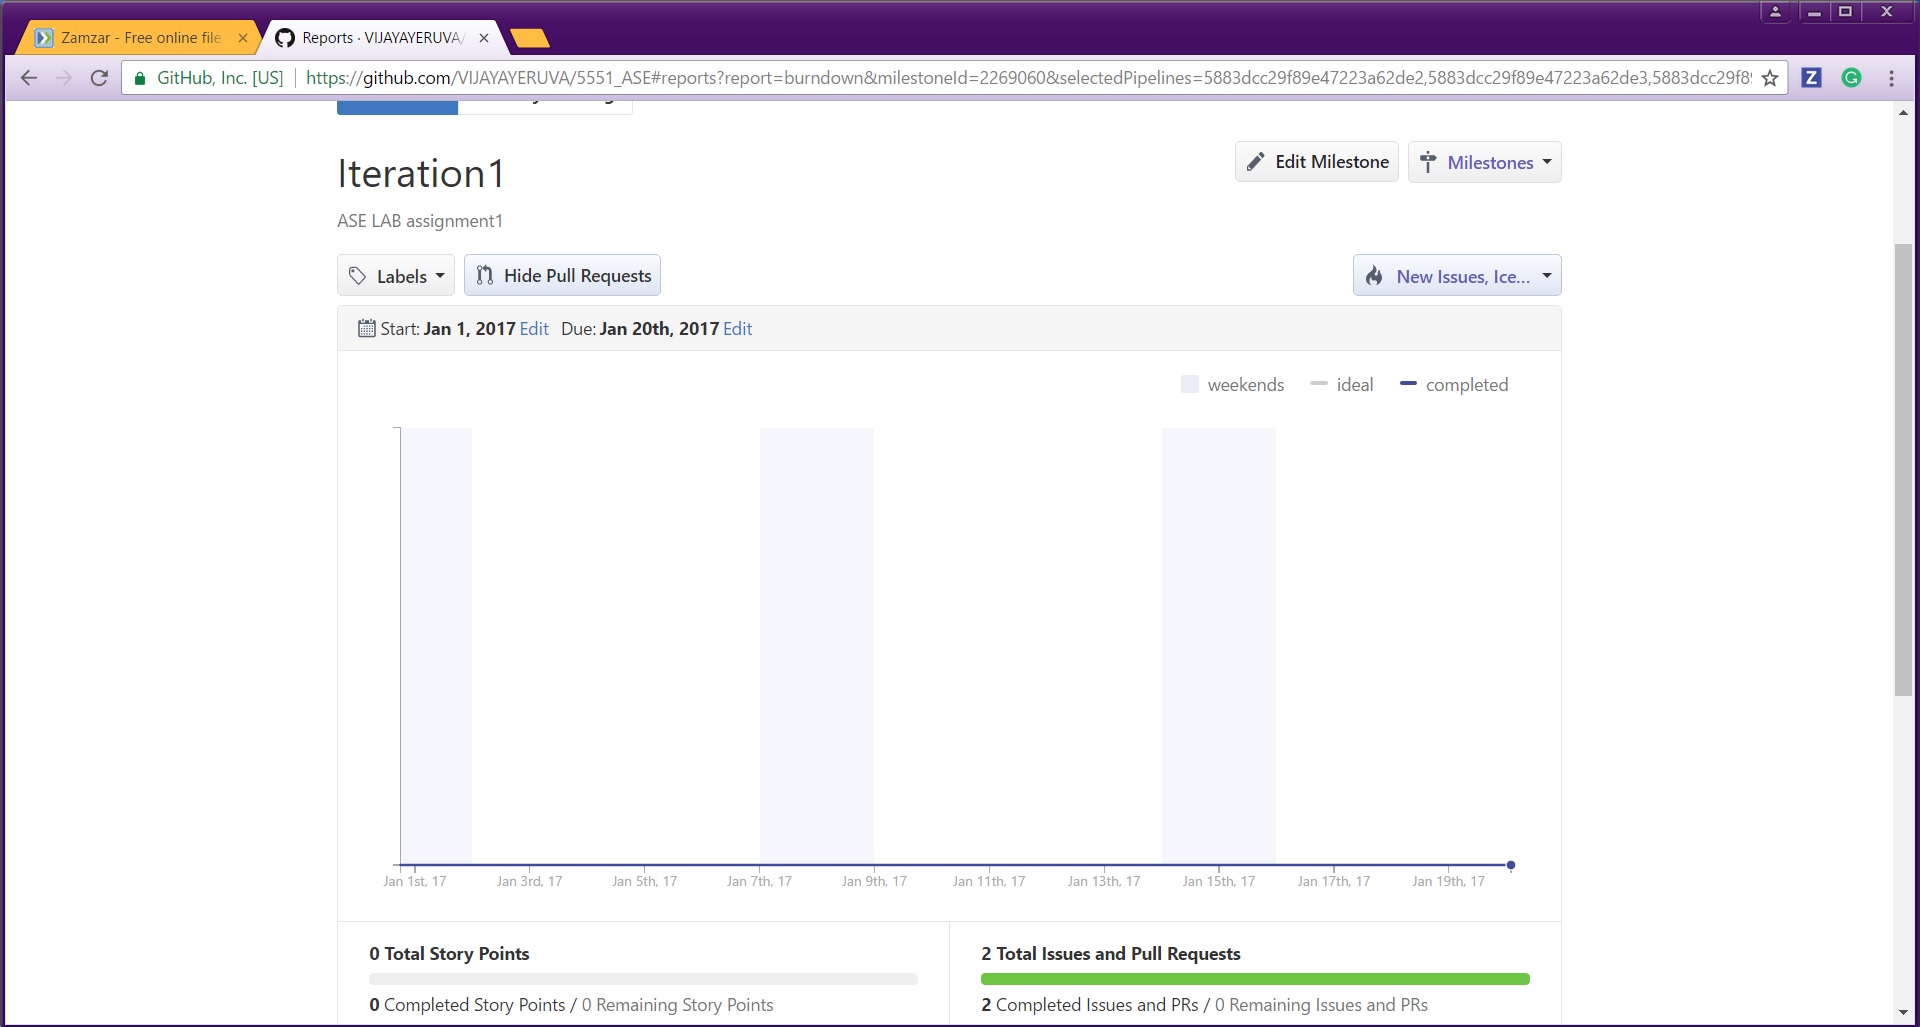 Zamzar - Free online file
Reports · VIJAYAYERUVA/
GitHub, Inc. [US] https://github.com/VIJAYAYERUVA/5551_ASE#reports?report=burndown&milestoneId=2269060&selectedPipelines=5883dcc29f89e47223a62de2,5883dcc29f89e47223a62de3,5883dcc29f8
Iteration1
Edit Milestone
Milestones
ASE LAB assignment1
Labels
Hide Pull Requests
New Issues, Ice...
Start: Jan 1, 2017 Edit Due: Jan 20th, 2017 Edit
weekends ideal completed
Jan 1st, 17 Jan 3rd, 17 Jan 5th, 17 Jan 7th, 17 Jan 9th, 17 Jan 11th, 17 Jan 13th, 17 Jan 15th, 17 Jan 17th, 17 Jan 19th, 17
0 Total Story Points
0 Completed Story Points / 0 Remaining Story Points
2 Total Issues and Pull Requests
2 Completed Issues and PRs / 0 Remaining Issues and PRs